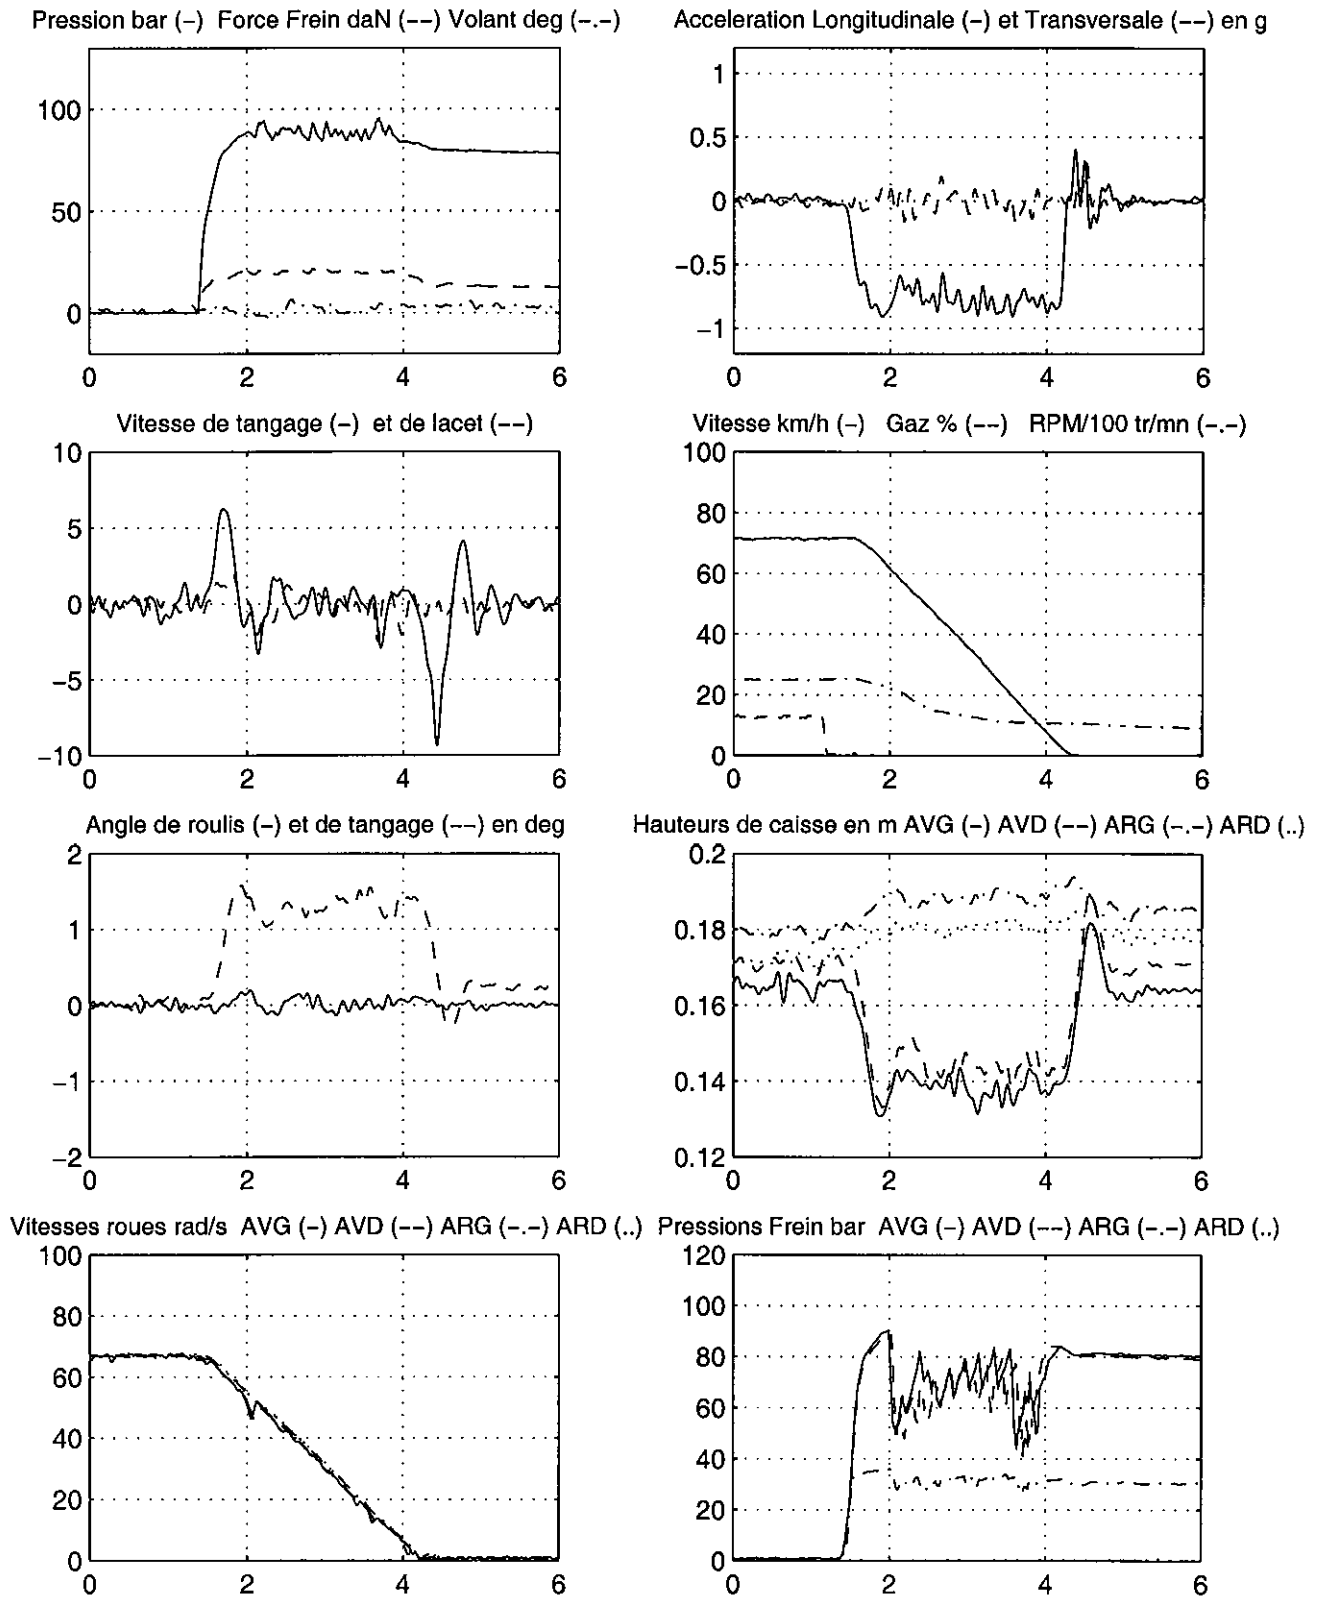 Pression bar (−) Force Frein daN (−−) Volant deg (−.−)
100
50
0
0 2 4 6
Acceleration Longitudinale (−) et Transversale (−−) en g
1
0.5
0
−0.5
−1
0 2 4 6
Vitesse de tangage (−) et de lacet (−−)
10
5
0
−5
−10
0 2 4 6
Vitesse km/h (−) Gaz % (−−) RPM/100 tr/mn (−.−)
100
80
60
40
20
0
0 2 4 6
Angle de roulis (−) et de tangage (−−) en deg
2
1
0
−1
−2
0 2 4 6
Hauteurs de caisse en m AVG (−) AVD (−−) ARG (−.−) ARD (..)
0.2
0.18
0.16
0.14
0.12
0 2 4 6
Vitesses roues rad/s AVG (−) AVD (−−) ARG (−.−) ARD (..)
100
80
60
40
20
0
0 2 4 6
Pressions Frein bar AVG (−) AVD (−−) ARG (−.−) ARD (..)
120
100
80
60
40
20
0
0 2 4 6